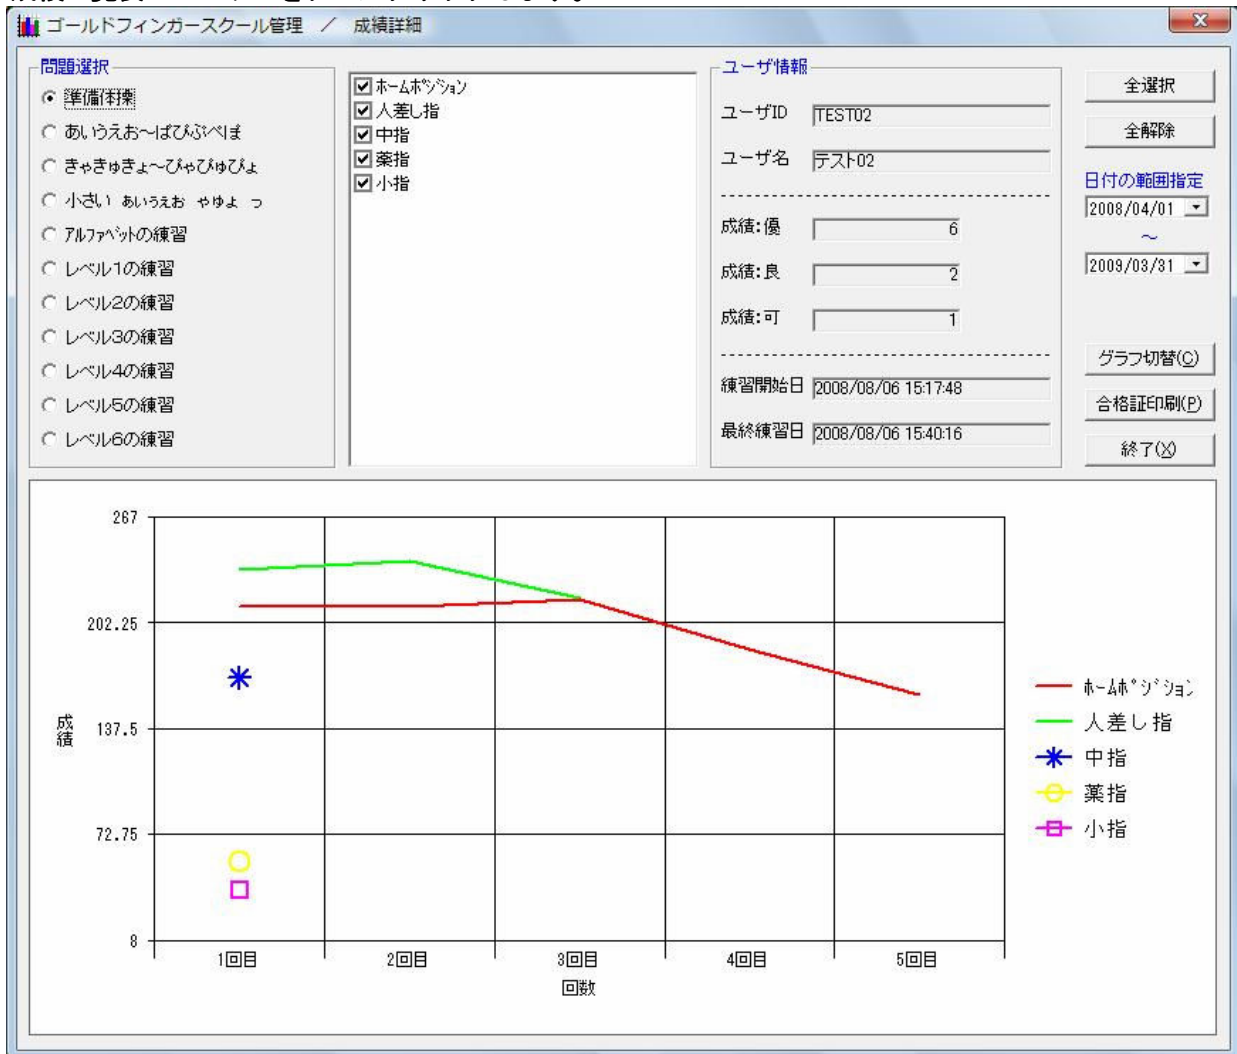 ゴールドフィンガースクール管理 ／ 成績詳細
問題選択
準備体操
あいうえお～ぱぴぷぺぽ
きゃきゅきょ～ぴゃぴゅぴょ
小さい ぁぃぅぇぉ ゃゅょ っ
ｱﾙﾌｧﾍﾞｯﾄの練習
レベル1の練習
レベル2の練習
レベル3の練習
レベル4の練習
レベル5の練習
レベル6の練習
ﾎｰﾑﾎﾟｼﾞｼｮﾝ
人差し指
中指
薬指
小指
ユーザ情報
ユーザID TEST02
ユーザ名 テスト02
成績:優 6
成績:良 2
成績:可 1
練習開始日 2008/08/06 15:17:48
最終練習日 2008/08/06 15:40:16
全選択
全解除
日付の範囲指定
2008/04/01
～
2009/03/31
グラフ切替(C)
合格証印刷(P)
終了(X)
267
202.25
137.5
72.75
8
成績
1回目 2回目 3回目 4回目 5回目
回数
ﾎｰﾑﾎﾟｼﾞｼｮﾝ
人差し指
中指
薬指
小指